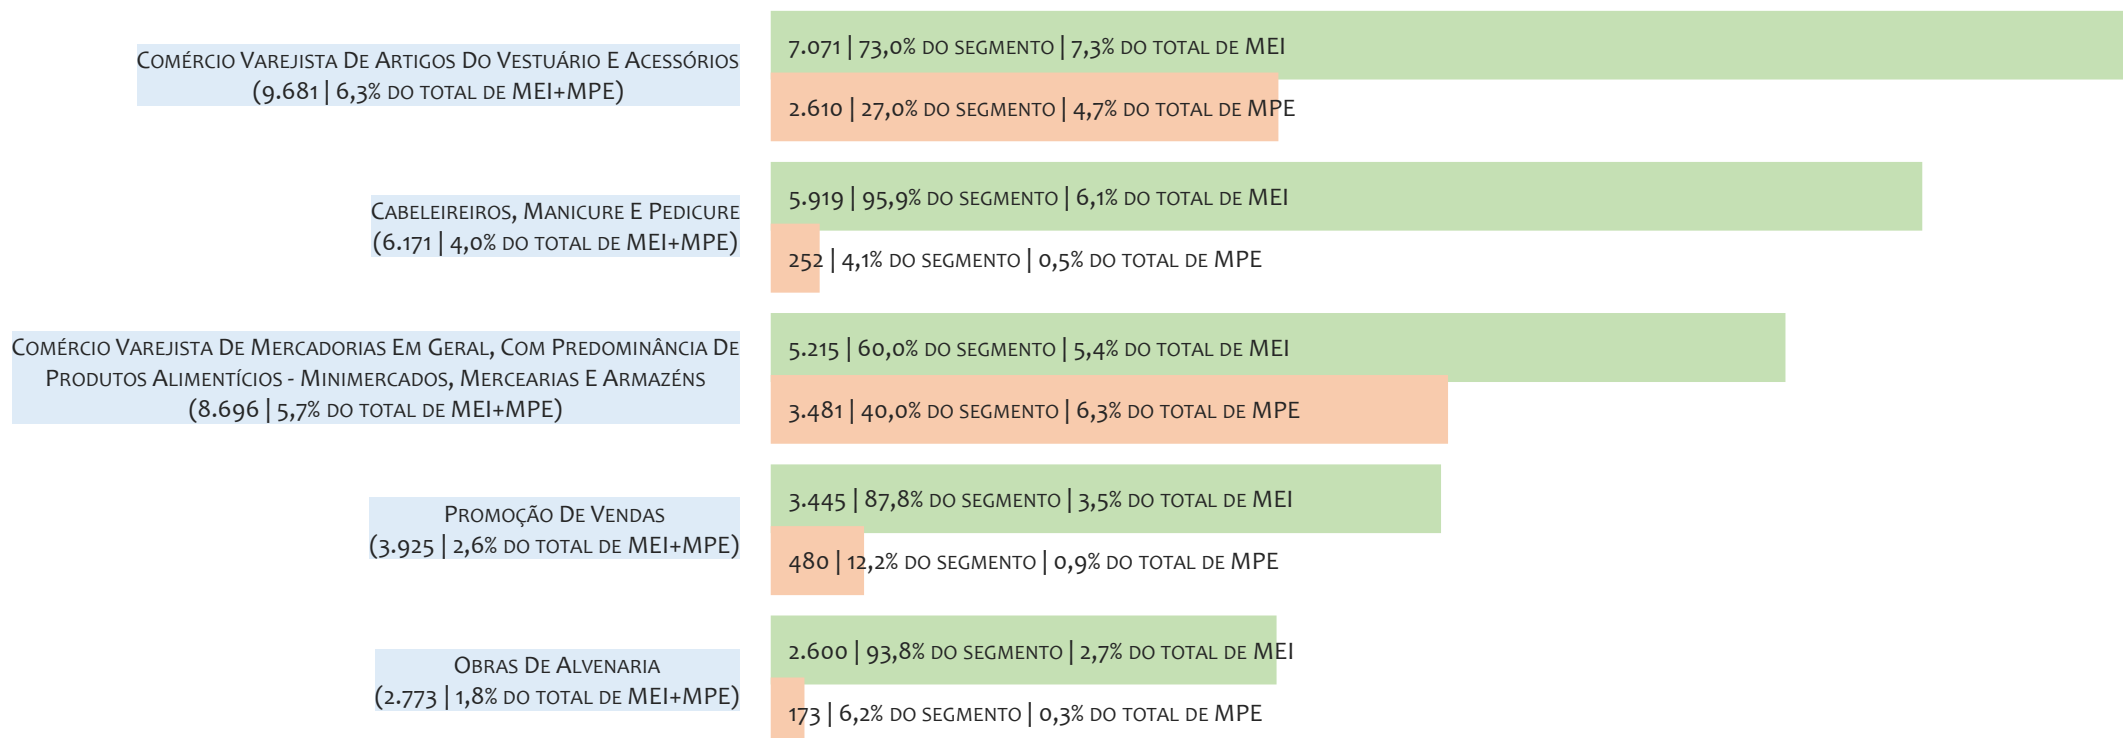 Comércio Varejista De Artigos Do Vestuário E Acessórios
(9.681 | 6,3% do total de MEI+MPE)
7.071 | 73,0% do segmento | 7,3% do total de MEI
2.610 | 27,0% do segmento | 4,7% do total de MPE
Cabeleireiros, Manicure E Pedicure
(6.171 | 4,0% do total de MEI+MPE)
5.919 | 95,9% do segmento | 6,1% do total de MEI
252 | 4,1% do segmento | 0,5% do total de MPE
Comércio Varejista De Mercadorias Em Geral, Com Predominância De
Produtos Alimentícios - Minimercados, Mercearias E Armazéns
(8.696 | 5,7% do total de MEI+MPE)
5.215 | 60,0% do segmento | 5,4% do total de MEI
3.481 | 40,0% do segmento | 6,3% do total de MPE
Promoção De Vendas
(3.925 | 2,6% do total de MEI+MPE)
3.445 | 87,8% do segmento | 3,5% do total de MEI
480 | 12,2% do segmento | 0,9% do total de MPE
Obras De Alvenaria
(2.773 | 1,8% do total de MEI+MPE)
2.600 | 93,8% do segmento | 2,7% do total de MEI
173 | 6,2% do segmento | 0,3% do total de MPE